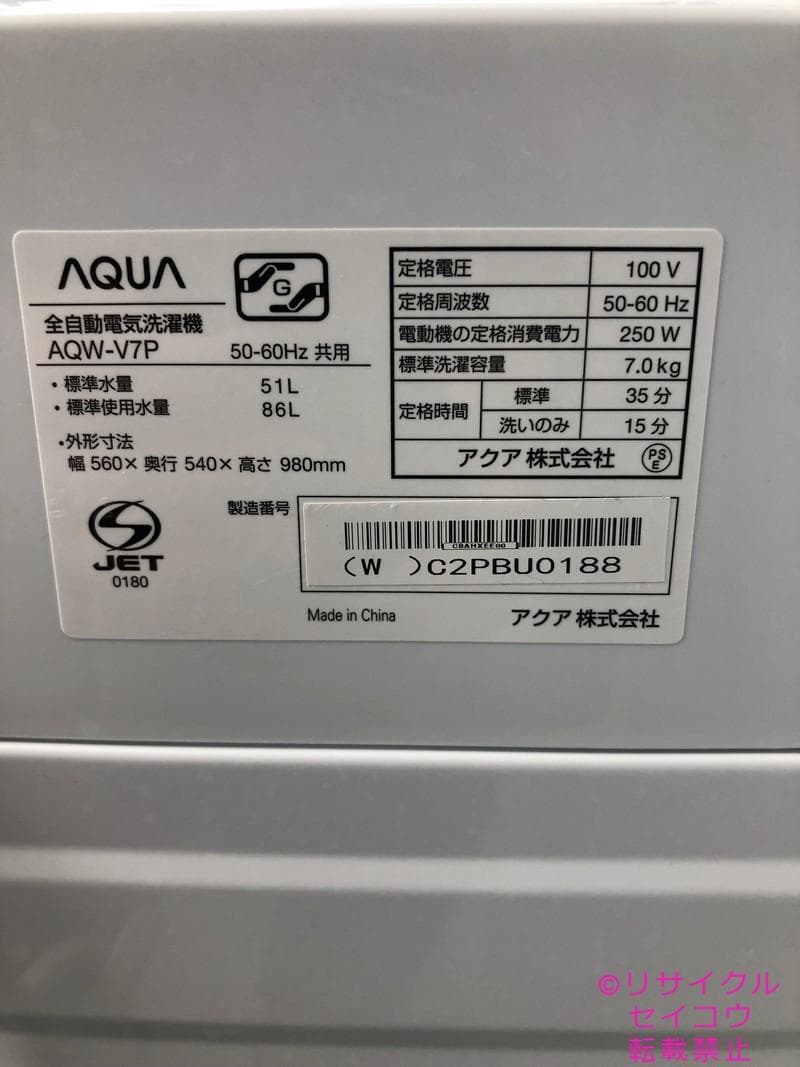 AQUA
G
全自動電気洗濯機
AQW-V7P 50-60Hz 共用
・標準水量 51L
・標準使用水量 86L
・外形寸法
幅 560×奥行 540×高さ 980mm
定格電圧 100 V
定格周波数 50-60 Hz
電動機の定格消費電力 250 W
標準洗濯容量 7.0kg
定格時間 標準 35 分
洗いのみ 15 分
アクア 株式会社 PSE
JET
0180
製造番号
CBAHXEE00
(W )C2PBU0188
Made in China アクア 株式会社
©リサイクル
セイコウ
転載禁止